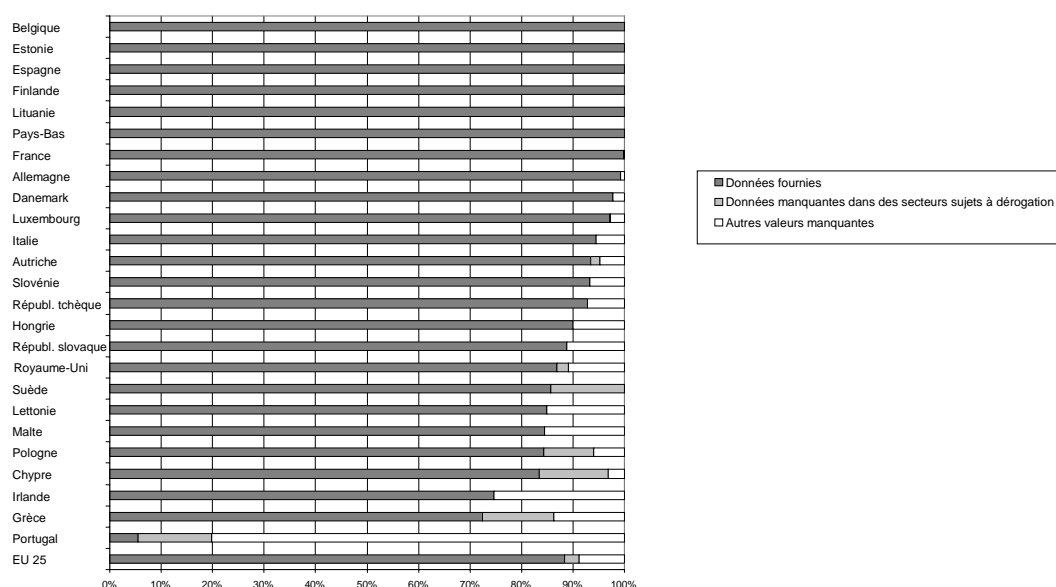 Belgique
Estonie
Espagne
Finlande
Lituanie
Pays-Bas
France
Allemagne
Danemark
Luxembourg
Italie
Autriche
Slovénie
Républ. tchèque
Hongrie
Républ. slovaque
Royaume-Uni
Suède
Lettonie
Malte
Pologne
Chypre
Irlande
Grèce
Portugal
EU 25
0% 10% 20% 30% 40% 50% 60% 70% 80% 90% 100%
Données fournies
Données manquantes dans des secteurs sujets à dérogation
Autres valeurs manquantes